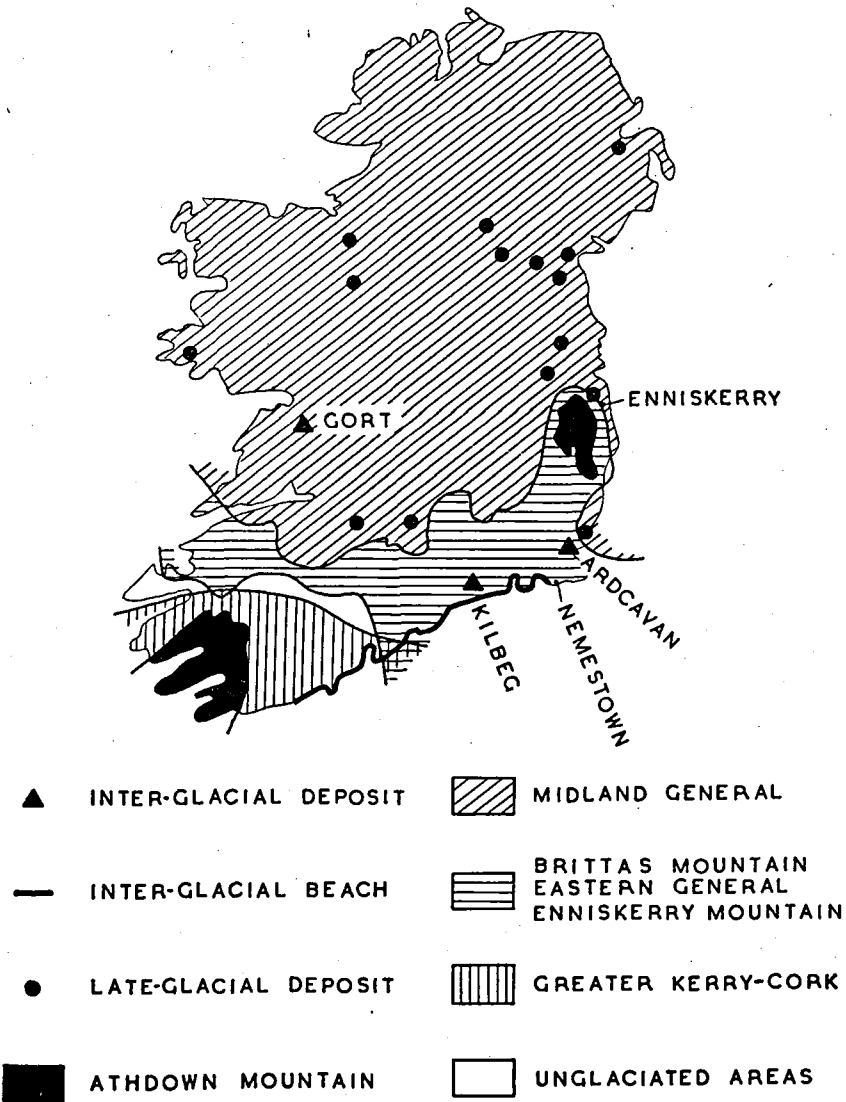 ENNISKERRY
GORT
ARDCAVAN
KILBEG
NEMESTOWN
INTER-GLACIAL DEPOSIT
INTER-GLACIAL BEACH
LATE-GLACIAL DEPOSIT
ATHDOWN MOUNTAIN
MIDLAND GENERAL
BRITTAS MOUNTAIN
EASTERN GENERAL
ENNISKERRY MOUNTAIN
GREATER KERRY-CORK
UNGLACIATED AREAS